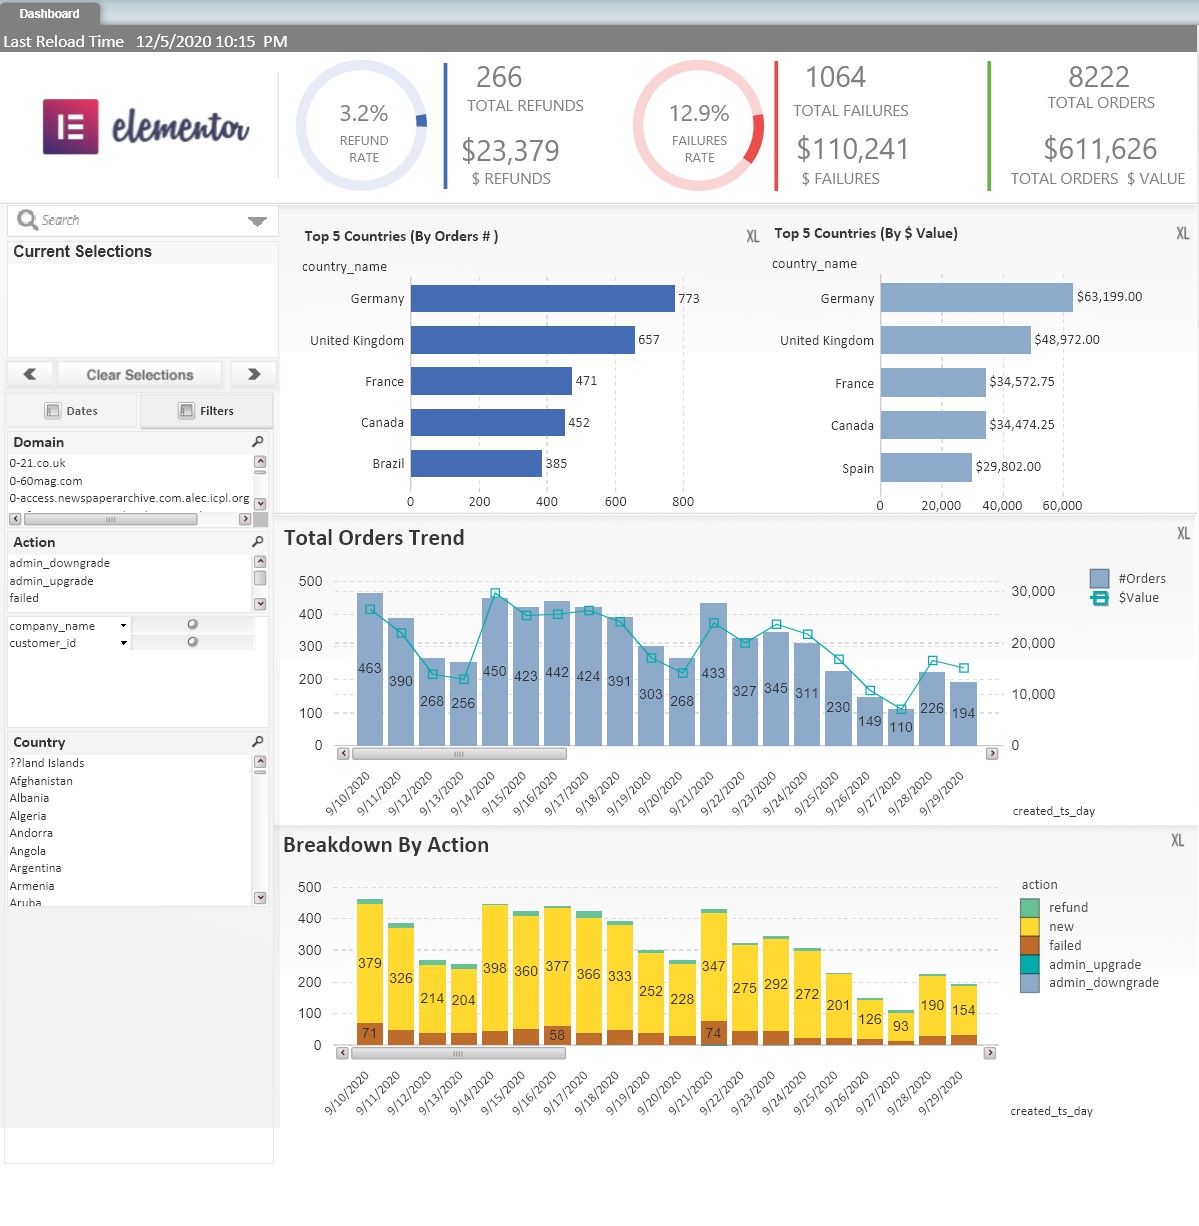 Dashboard
Last Reload Time 12/5/2020 10:15 PM
elementor
3.2%
REFUND
RATE
266
TOTAL REFUNDS
$23,379
$ REFUNDS
12.9%
FAILURES
RATE
1064
TOTAL FAILURES
$110,241
$ FAILURES
8222
TOTAL ORDERS
$611,626
TOTAL ORDERS $ VALUE
Search
Current Selections
Clear Selections
Dates
Filters
Domain
0-21.co.uk
0-60mag.com
0-access.newspaperarchive.com.alec.icpl.org
Action
admin_downgrade
admin_upgrade
failed
company_name
customer_id
Country
??land Islands
Afghanistan
Albania
Algeria
Andorra
Angola
Argentina
Armenia
Aruba
Top 5 Countries (By Orders # )
XL
country_name
Germany 773
United Kingdom 657
France 471
Canada 452
Brazil 385
0 200 400 600 800
Top 5 Countries (By $ Value)
XL
country_name
Germany $63,199.00
United Kingdom $48,972.00
France $34,572.75
Canada $34,474.25
Spain $29,802.00
0 20,000 40,000 60,000
Total Orders Trend
XL
500
400
300
200
100
0
463 390 268 256 450 423 442 424 391 303 268 433 327 345 311 230 149 110 226 194
30,000
20,000
10,000
0
#Orders
$Value
9/10/2020 9/11/2020 9/12/2020 9/13/2020 9/14/2020 9/15/2020 9/16/2020 9/17/2020 9/18/2020 9/19/2020 9/20/2020 9/21/2020 9/22/2020 9/23/2020 9/24/2020 9/25/2020 9/26/2020 9/27/2020 9/28/2020 9/29/2020
created_ts_day
Breakdown By Action
XL
500
400
300
200
100
0
379 326 214 204 398 360 377 366 333 252 228 347 275 292 272 201 126 93 190 154
71 58 74
action
refund
new
failed
admin_upgrade
admin_downgrade
9/10/2020 9/11/2020 9/12/2020 9/13/2020 9/14/2020 9/15/2020 9/16/2020 9/17/2020 9/18/2020 9/19/2020 9/20/2020 9/21/2020 9/22/2020 9/23/2020 9/24/2020 9/25/2020 9/26/2020 9/27/2020 9/28/2020 9/29/2020
created_ts_day